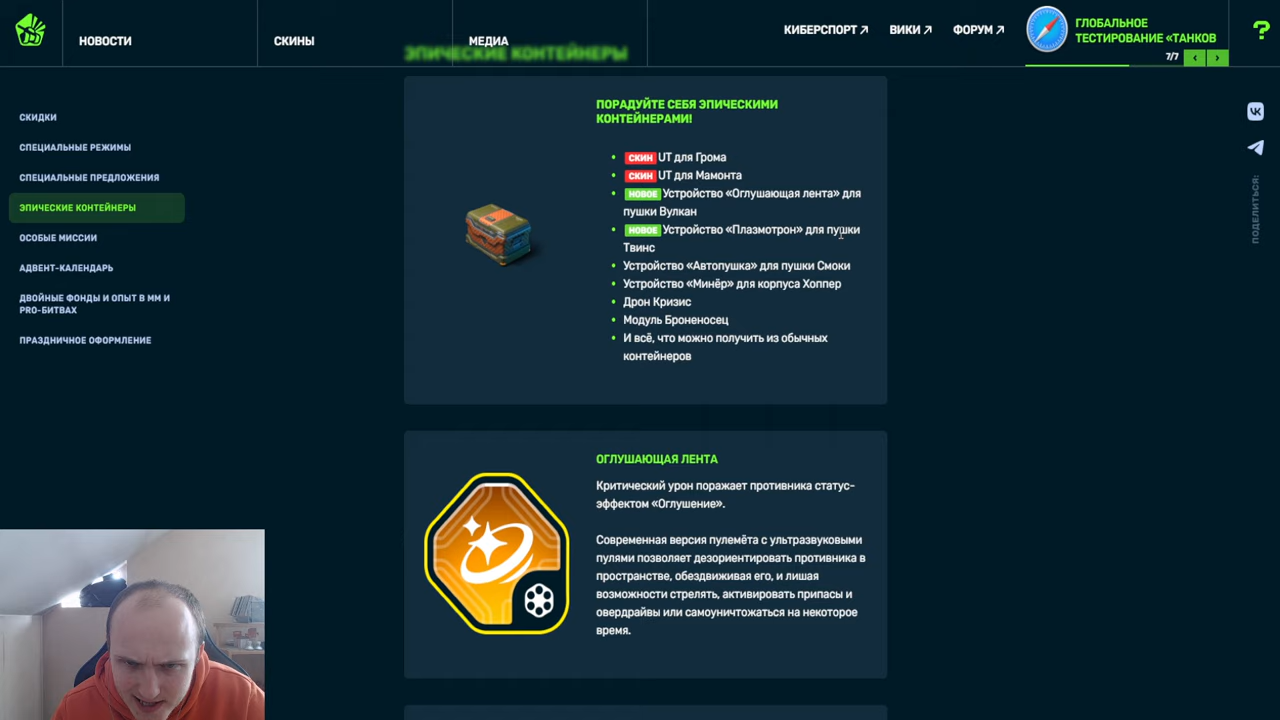 НОВОСТИ
СКИНЫ
МЕДИА
КИБЕРСПОРТ ↗
ВИКИ ↗
ФОРУМ ↗
ГЛОБАЛЬНОЕ
ТЕСТИРОВАНИЕ «ТАНКОВ
7/7
‹ ›
?
ЭПИЧЕСКИЕ КОНТЕЙНЕРЫ
СКИДКИ
СПЕЦИАЛЬНЫЕ РЕЖИМЫ
СПЕЦИАЛЬНЫЕ ПРЕДЛОЖЕНИЯ
ЭПИЧЕСКИЕ КОНТЕЙНЕРЫ
ОСОБЫЕ МИССИИ
АДВЕНТ-КАЛЕНДАРЬ
ДВОЙНЫЕ ФОНДЫ И ОПЫТ В ММ И
PRO-БИТВАХ
ПРАЗДНИЧНОЕ ОФОРМЛЕНИЕ
ПОРАДУЙТЕ СЕБЯ ЭПИЧЕСКИМИ
КОНТЕЙНЕРАМИ!
• СКИН UT для Грома
• СКИН UT для Мамонта
• НОВОЕ Устройство «Оглушающая лента» для
пушки Вулкан
• НОВОЕ Устройство «Плазмотрон» для пушки
Твинс
• Устройство «Автопушка» для пушки Смоки
• Устройство «Минёр» для корпуса Хоппер
• Дрон Кризис
• Модуль Броненосец
• И всё, что можно получить из обычных
контейнеров
ОГЛУШАЮЩАЯ ЛЕНТА
Критический урон поражает противника статус-
эффектом «Оглушение».
Современная версия пулемёта с ультразвуковыми
пулями позволяет дезориентировать противника в
пространстве, обездвиживая его, и лишая
возможности стрелять, активировать припасы и
овердрайвы или самоуничтожаться на некоторое
время.
ПОДЕЛИТЬСЯ: